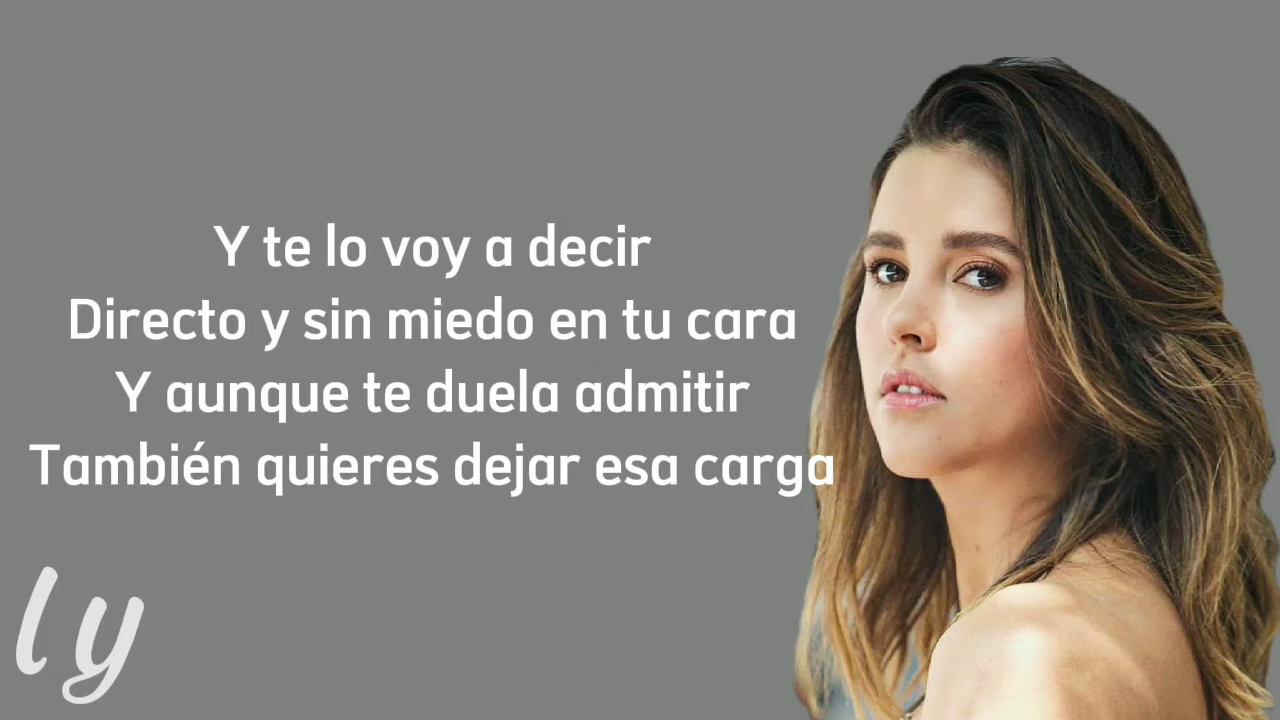 Y te lo voy a decir
Directo y sin miedo en tu cara
Y aunque te duela admitir
También quieres dejar esa carga
ly